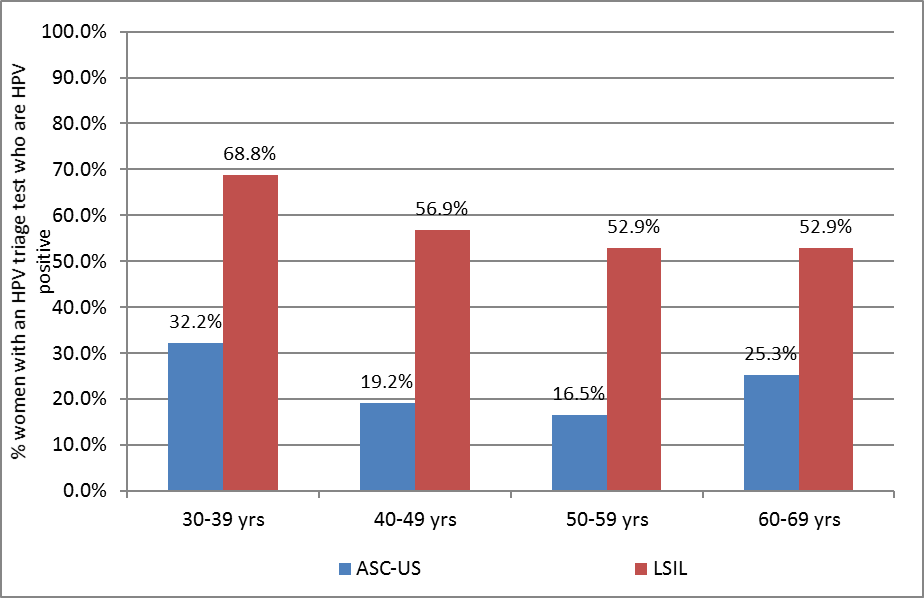 % women with an HPV triage test who are HPV
positive
100.0%
90.0%
80.0%
70.0%
60.0%
50.0%
40.0%
30.0%
20.0%
10.0%
0.0%
32.2%
68.8%
19.2%
56.9%
16.5%
52.9%
25.3%
52.9%
30-39 yrs
40-49 yrs
50-59 yrs
60-69 yrs
ASC-US
LSIL